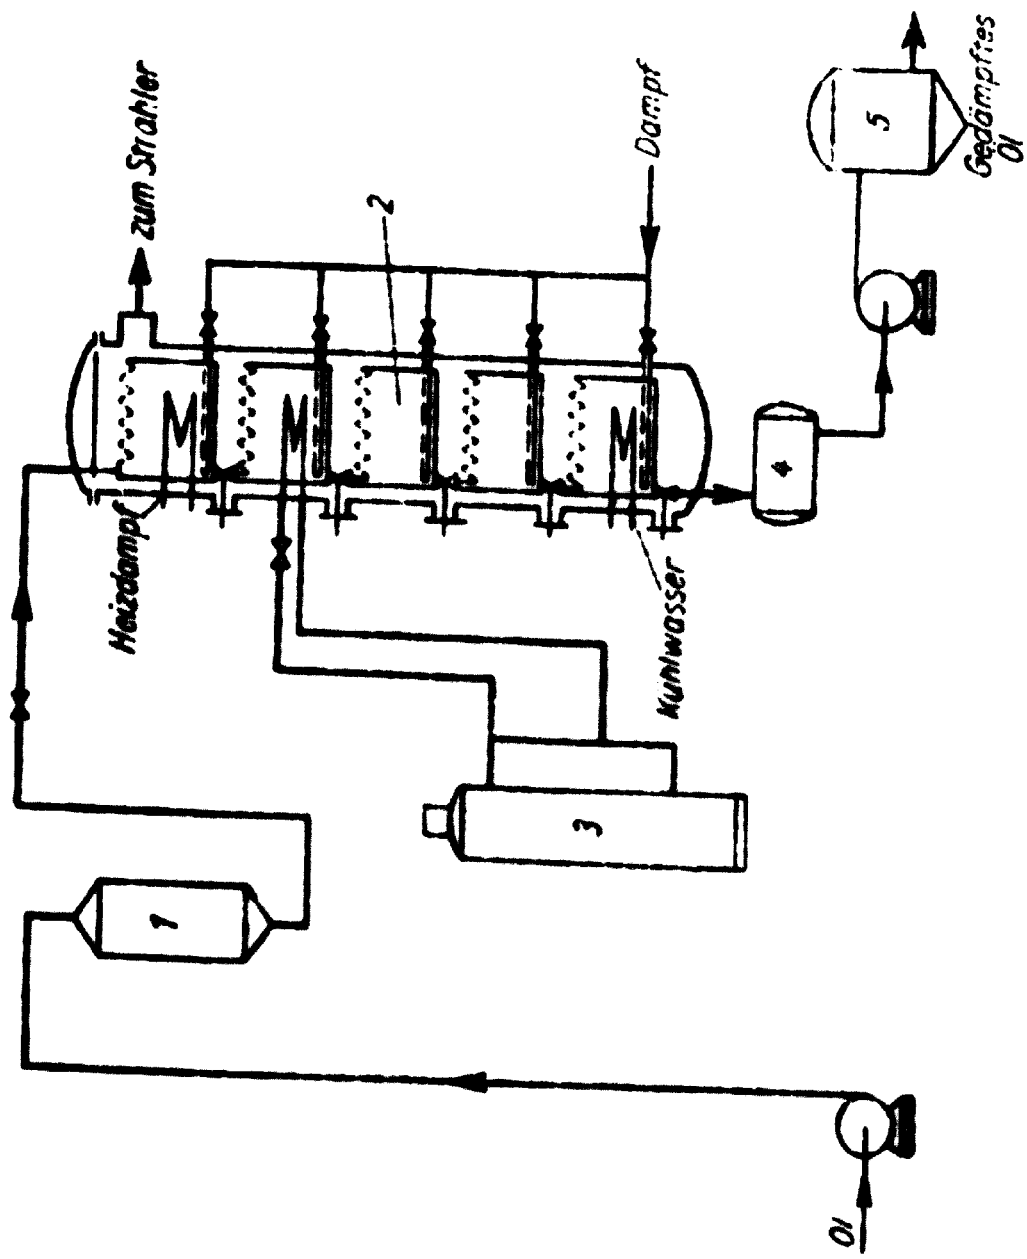 zum Strahler
2
Dampf
Heizdampf
Kühlwasser
1
3
4
5
Gedämpftes
Öl
Öl